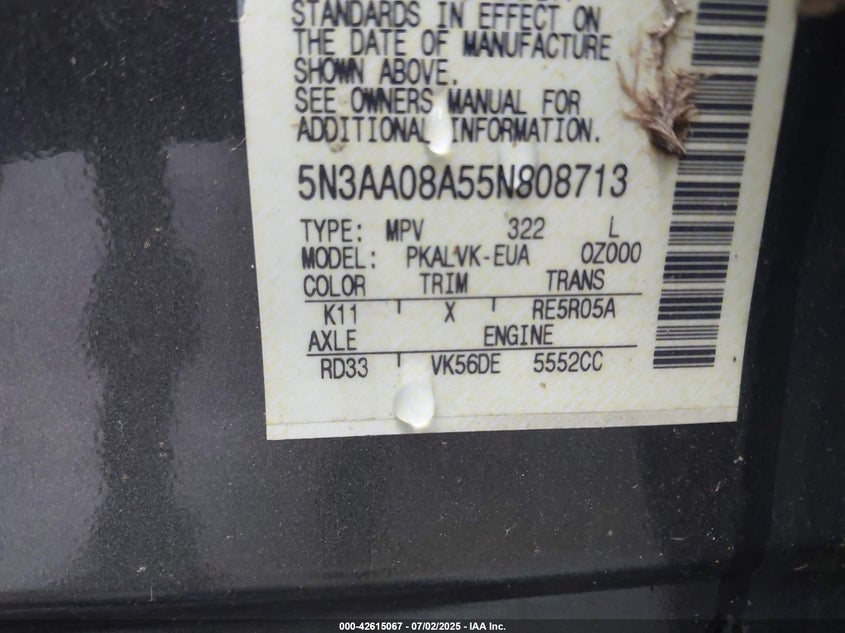 STANDARDS IN EFFECT ON
THE DATE OF MANUFACTURE
SHOWN ABOVE.
SEE OWNERS MANUAL FOR
ADDITIONAL INFORMATION.
5N3AA08A55N808713
TYPE: MPV 322 L
MODEL: PKALVK-EUA 0Z000
COLOR TRIM TRANS
K11 X RE5R05A
AXLE ENGINE
RD33 VK56DE 5552CC
000-42615067 - 07/02/2025 - IAA Inc.